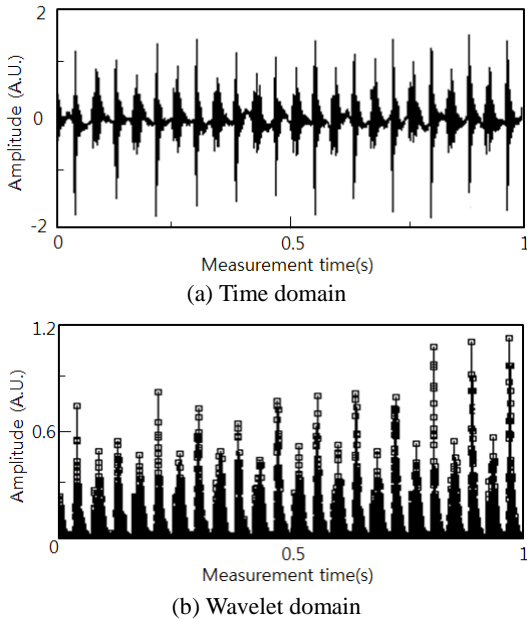 2
1
0
-2
Amplitude (A.U.)
0
0.5
1
Measurement time(s)
(a) Time domain
1.2
0.6
0
Amplitude (A.U.)
0.5
1
Measurement time(s)
(b) Wavelet domain